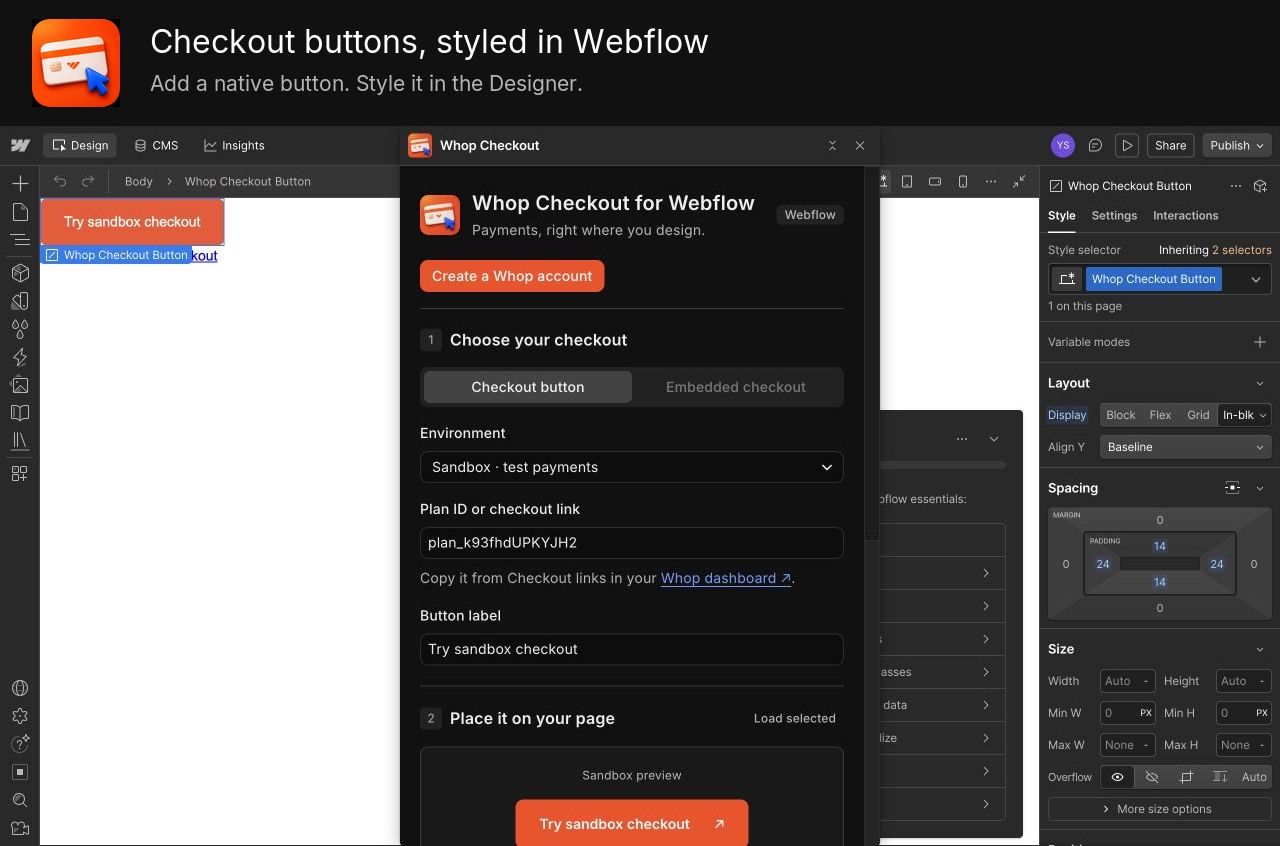 Checkout buttons, styled in Webflow
Add a native button. Style it in the Designer.
Design
CMS
Insights
Whop Checkout
YS
Share
Publish
Body
Whop Checkout Button
Try sandbox checkout
Whop Checkout Button
kout
Whop Checkout for Webflow
Payments, right where you design.
Webflow
Create a Whop account
1
Choose your checkout
Checkout button
Embedded checkout
Environment
Sandbox · test payments
Plan ID or checkout link
plan_k93fhdUPKYJH2
Copy it from Checkout links in your Whop dashboard ↗.
Button label
Try sandbox checkout
2
Place it on your page
Load selected
Sandbox preview
Try sandbox checkout ↗
bflow essentials:
s
asses
data
lize
Whop Checkout Button
Style
Settings
Interactions
Style selector
Inheriting 2 selectors
Whop Checkout Button
1 on this page
Variable modes
Layout
Display
Block
Flex
Grid
In-blk
Align Y
Baseline
Spacing
MARGIN
0
PADDING
14
0
24
24
0
14
0
Size
Width
Auto
-
Height
Auto
-
Min W
0
PX
Min H
0
PX
Max W
None
-
Max H
None
-
Overflow
Auto
More size options